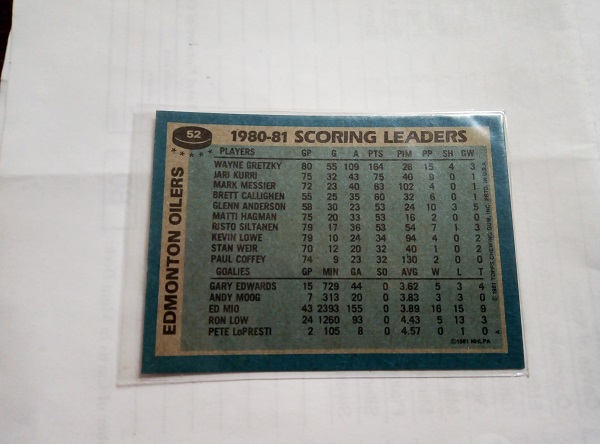 52
1980-81 SCORING LEADERS
EDMONTON OILERS
PLAYERS GP G A PTS PIM PP SH GW
WAYNE GRETZKY 80 55 109 164 28 15 4 3
JARI KURRI 75 32 43 75 40 9 0 1
MARK MESSIER 72 23 40 63 102 4 0 1
BRETT CALLIGHEN 55 25 35 60 32 6 0 1
GLENN ANDERSON 58 30 23 53 24 10 3 5
MATTI HAGMAN 75 20 33 53 16 2 0 0
RISTO SILTANEN 79 17 36 53 54 7 1 3
KEVIN LOWE 79 10 24 34 94 4 0 2
STAN WEIR 70 12 20 32 40 1 0 2
PAUL COFFEY 74 9 23 32 130 2 0 0
GOALIES GP MIN GA SO AVG W L T
GARY EDWARDS 15 729 44 0 3.62 5 3 4
ANDY MOOG 7 313 20 0 3.83 3 3 0
ED MIO 43 2393 155 0 3.89 16 15 9
RON LOW 24 1260 93 0 4.43 5 13 3
PETE LoPRESTI 2 105 8 0 4.57 0 1 0
©1981 NHLPA
© 1981 TOPPS CHEWING GUM, INC. PRTD. IN U.S.A.
A